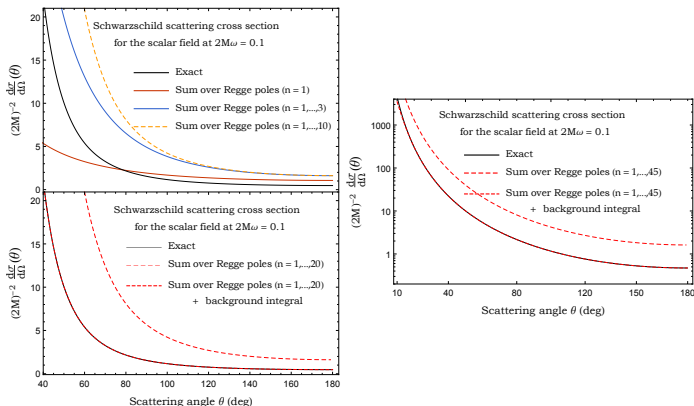 20
15
10
5
0
(2M)⁻² dσ/dΩ (θ)
Schwarzschild scattering cross section
for the scalar field at 2Mω = 0.1
Exact
Sum over Regge poles (n = 1)
Sum over Regge poles (n = 1,...,3)
Sum over Regge poles (n = 1,...,10)
20
15
10
5
0
(2M)⁻² dσ/dΩ (θ)
Schwarzschild scattering cross section
for the scalar field at 2Mω = 0.1
Exact
Sum over Regge poles (n = 1,...,20)
Sum over Regge poles (n = 1,...,20)
+ background integral
40 60 80 100 120 140 160 180
Scattering angle θ (deg)
1000
100
10
1
(2M)⁻² dσ/dΩ (θ)
Schwarzschild scattering cross section
for the scalar field at 2Mω = 0.1
Exact
Sum over Regge poles (n = 1,...,45)
Sum over Regge poles (n = 1,...,45)
+ background integral
10 40 80 120 140 180
Scattering angle θ (deg)